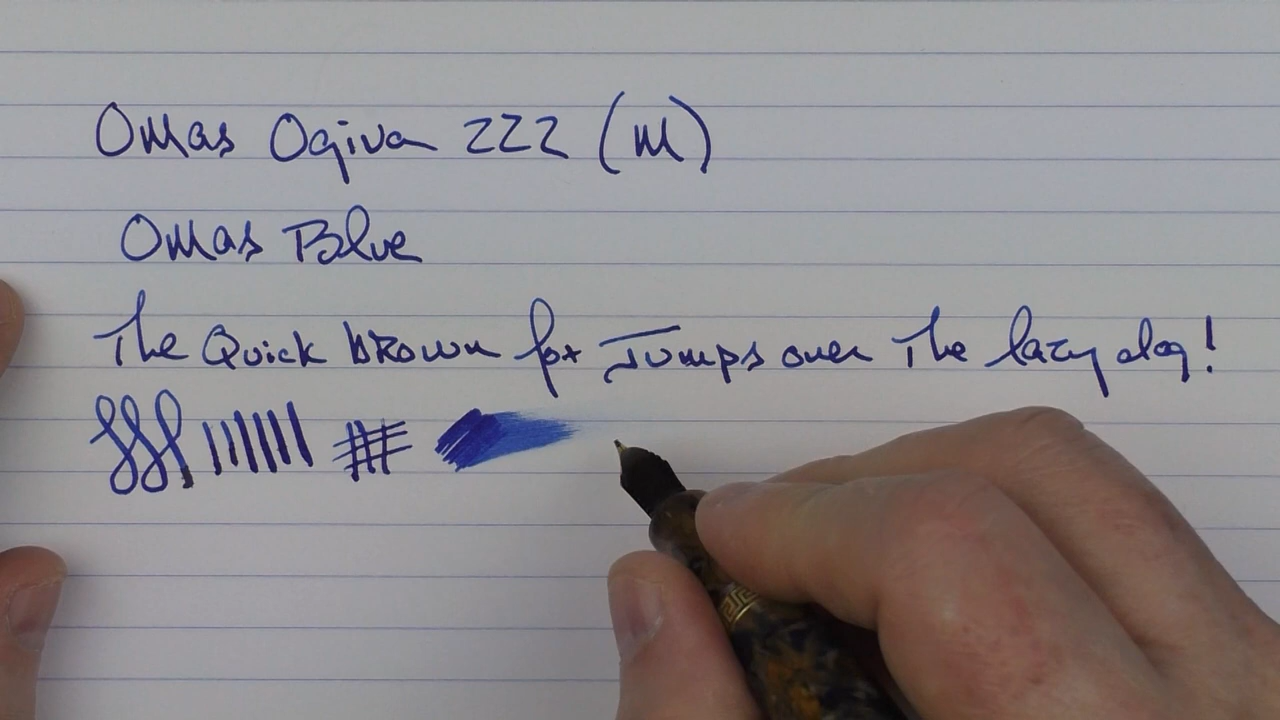 Omas Ogiva 222 (M)
Omas Blue
The Quick brown fox Jumps over The lazy dog!